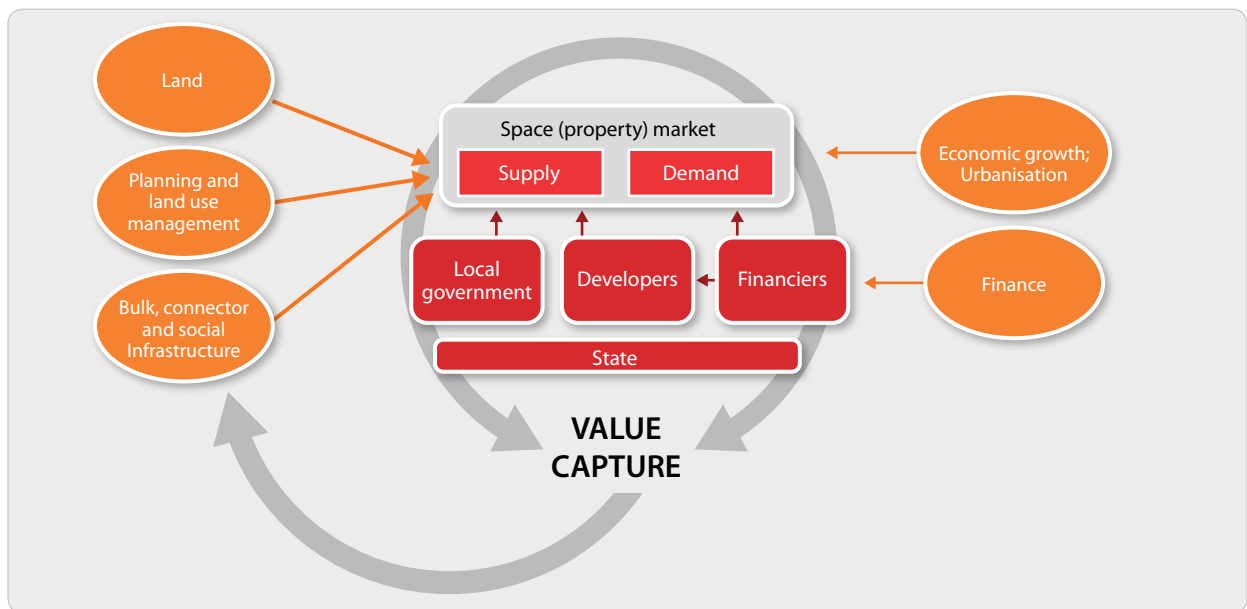 Land
Planning and
land use
management
Bulk, connector
and social
Infrastructure
Space (property) market
Supply
Demand
Local
government
Developers
Financiers
State
VALUE
CAPTURE
Economic growth;
Urbanisation
Finance